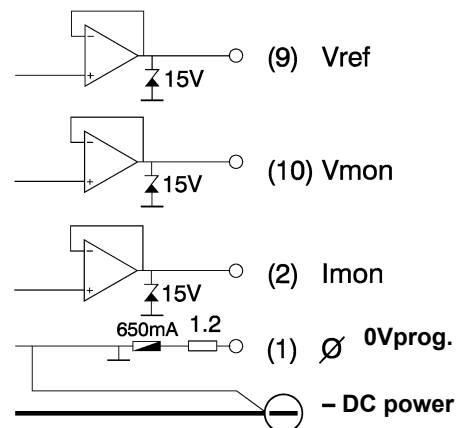 (9) Vref
15V
(10) Vmon
15V
(2) Imon
15V
650mA 1.2
(1) Ø 0Vprog.
– DC power